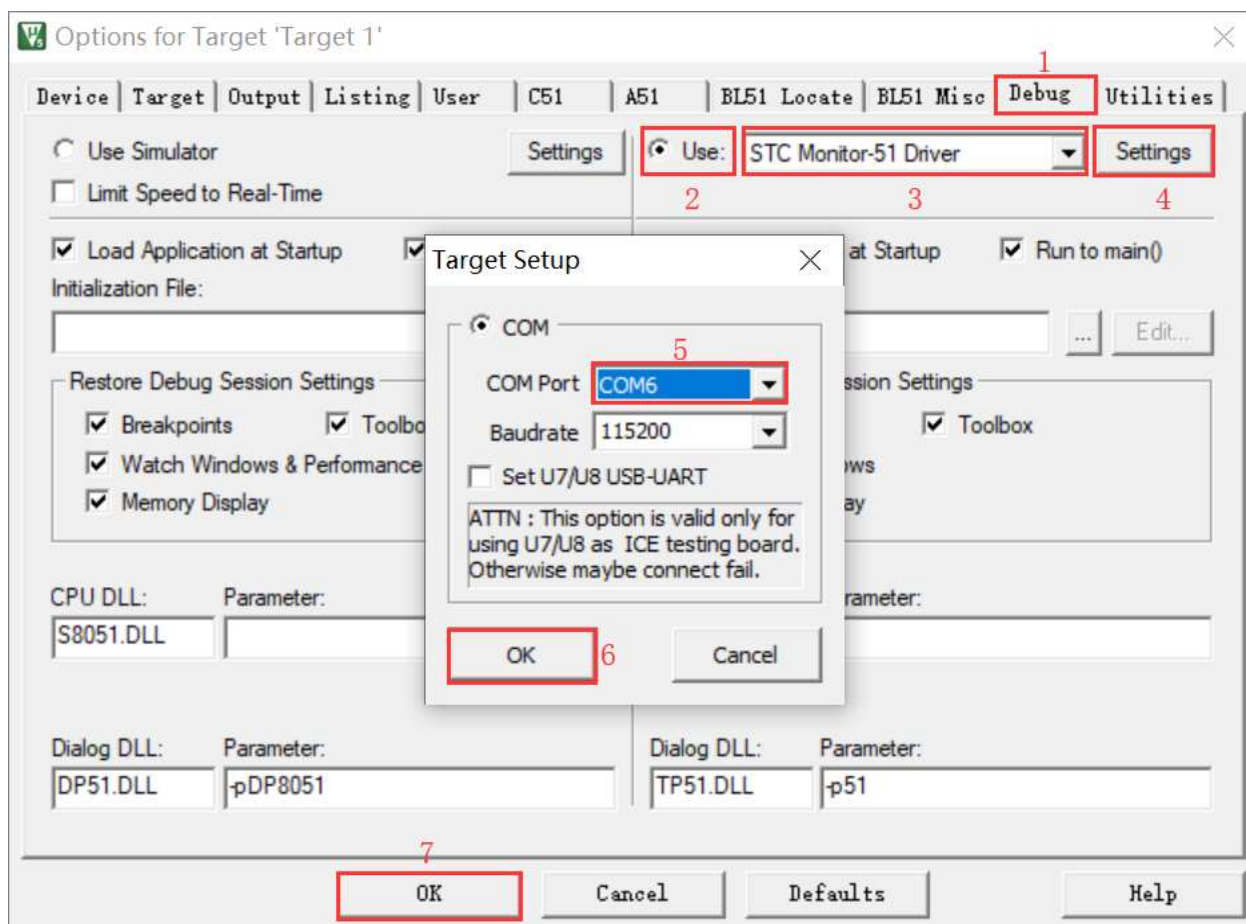 Options for Target 'Target 1'
1
Device Target Output Listing User C51 A51 BL51 Locate BL51 Misc Debug Utilities
Use Simulator Settings Use: STC Monitor-51 Driver Settings
Limit Speed to Real-Time 2 3 4
Load Application at Startup Target Setup at Startup Run to main()
Initialization File:
COM
5
... Edit...
Restore Debug Session Settings COM Port COM6 ssion Settings
Breakpoints Toolbo Baudrate 115200 Toolbox
Watch Windows & Performance Set U7/U8 USB-UART ows
Memory Display ATTN : This option is valid only for ay
using U7/U8 as ICE testing board.
Otherwise maybe connect fail.
CPU DLL: Parameter: rameter:
S8051.DLL
OK 6 Cancel
Dialog DLL: Parameter: Dialog DLL: Parameter:
DP51.DLL -pDP8051 TP51.DLL -p51
7
OK Cancel Defaults Help